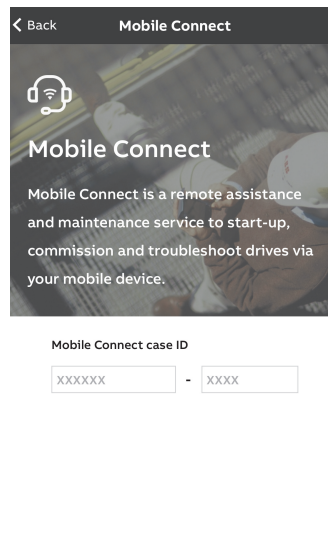 Back Mobile Connect
Mobile Connect
Mobile Connect is a remote assistance
and maintenance service to start-up,
commission and troubleshoot drives via
your mobile device.
Mobile Connect case ID
XXXXXX - XXXX